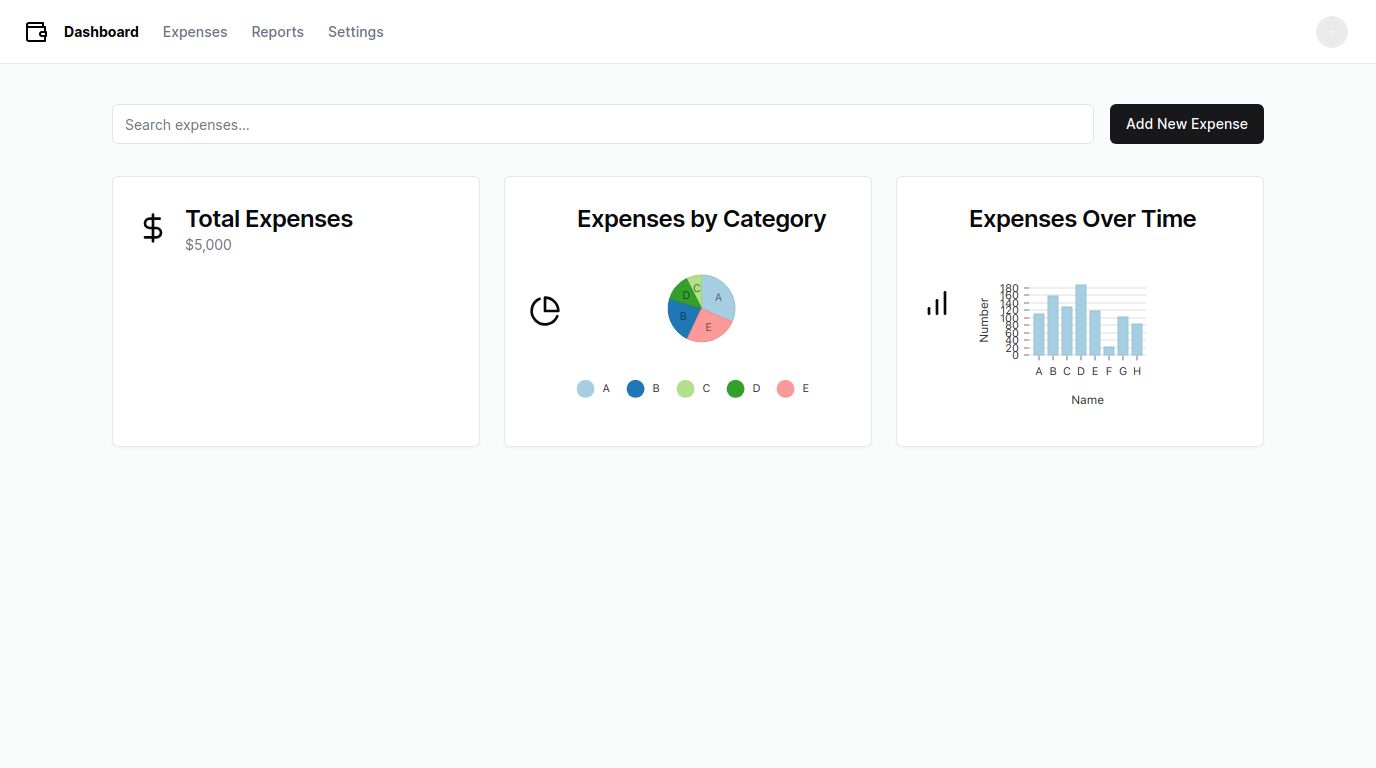 Dashboard Expenses Reports Settings
Search expenses...
Add New Expense
Total Expenses
$5,000
Expenses by Category
A
B
C
D
E
A B C D E
Expenses Over Time
Number
180
160
140
120
100
80
60
40
20
0
A B C D E F G H
Name